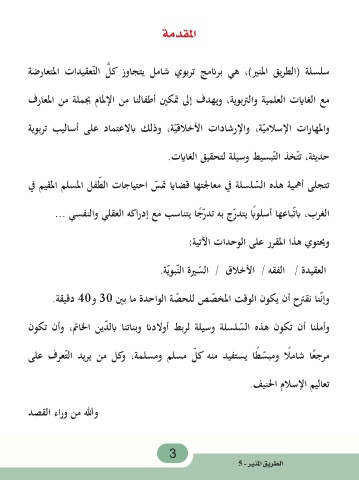 المقدمة
سلسلة (الطريق المنير)، هي برنامج تربوي شامل يتجاوز كلَّ التّعقيدات المتعارضة
مع الغايات العلمية والتربوية، ويهدف إلى تمكين أطفالنا من الإلمام بجملة من المعارف
والمهارات الإسلاميّة، والإرشادات الأخلاقيّة، وذلك بالاعتماد على أساليب تربوية
حديثة، تتّخذ التّبسيط وسيلة لتحقيق الغايات.
تتجلى أهمية هذه السّلسلة في معالجتها قضايا تمسّ احتياجات الطّفل المسلم المقيم في
الغرب، باتّباعها أسلوبًا يتدرّج به تدرّجًا يتناسب مع إدراكه العقلي والنفسي ...
ويحتوي هذا المقرر على الوحدات الآتية:
العقيدة / الفقه / الأخلاق / السّيرة النّبويّة.
وإنّنا نقترح أن يكون الوقت المخصّص للحصّة الواحدة ما بين 30 و40 دقيقة.
وأملنا أن تكون هذه السّلسلة وسيلة لربط أولادنا وبناتنا بالدّين الخاتم، وأن تكون
مرجعًا شاملًا ومبسّطًا يستفيد منه كلّ مسلم ومسلمة، وكل من يريد التّعرف على
تعاليم الإسلام الحنيف.
والله من وراء القصد
3
الطريق المنير - 5